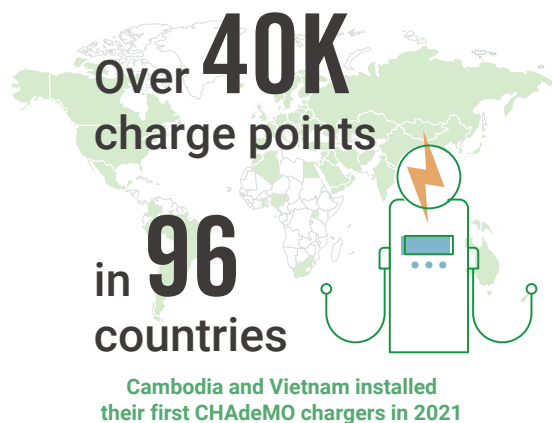 Over 40K
charge points
in 96
countries
Cambodia and Vietnam installed
their first CHAdeMO chargers in 2021